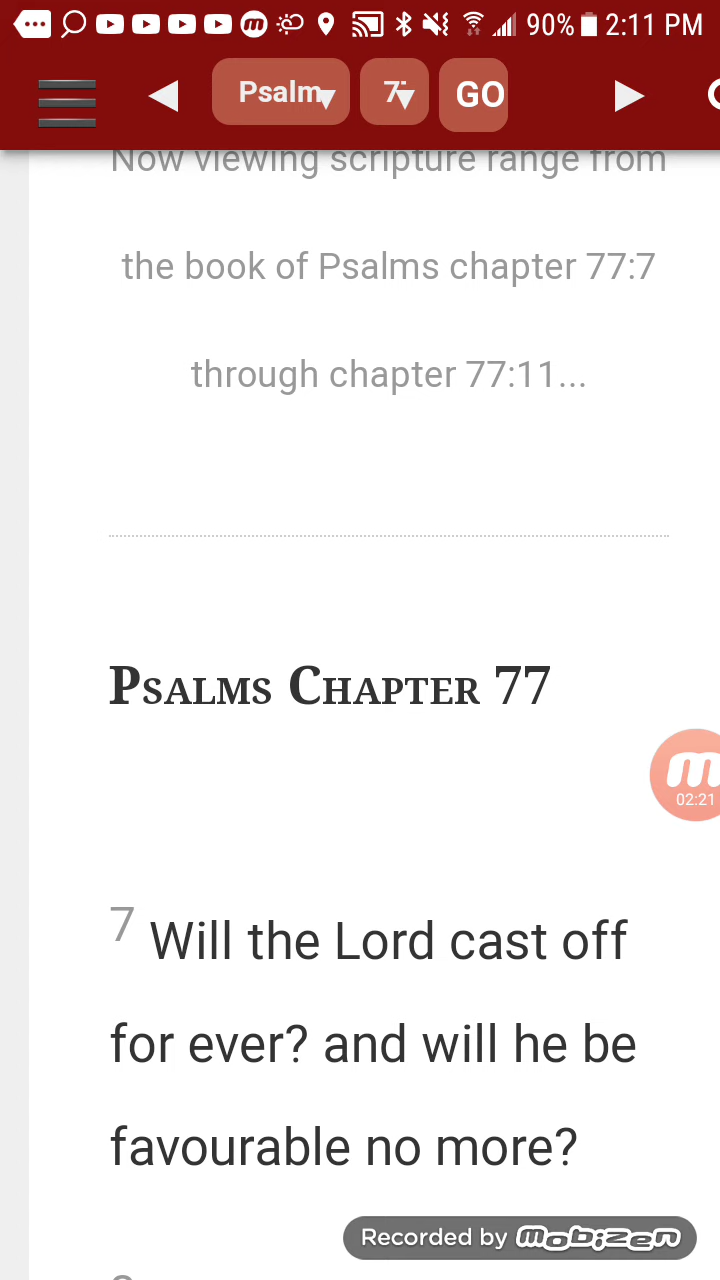 90% 2:11 PM
Psalm 7 GO
Now viewing scripture range from
the book of Psalms chapter 77:7
through chapter 77:11...
Psalms Chapter 77
m
02:21
7 Will the Lord cast off
for ever? and will he be
favourable no more?
Recorded by mobizen